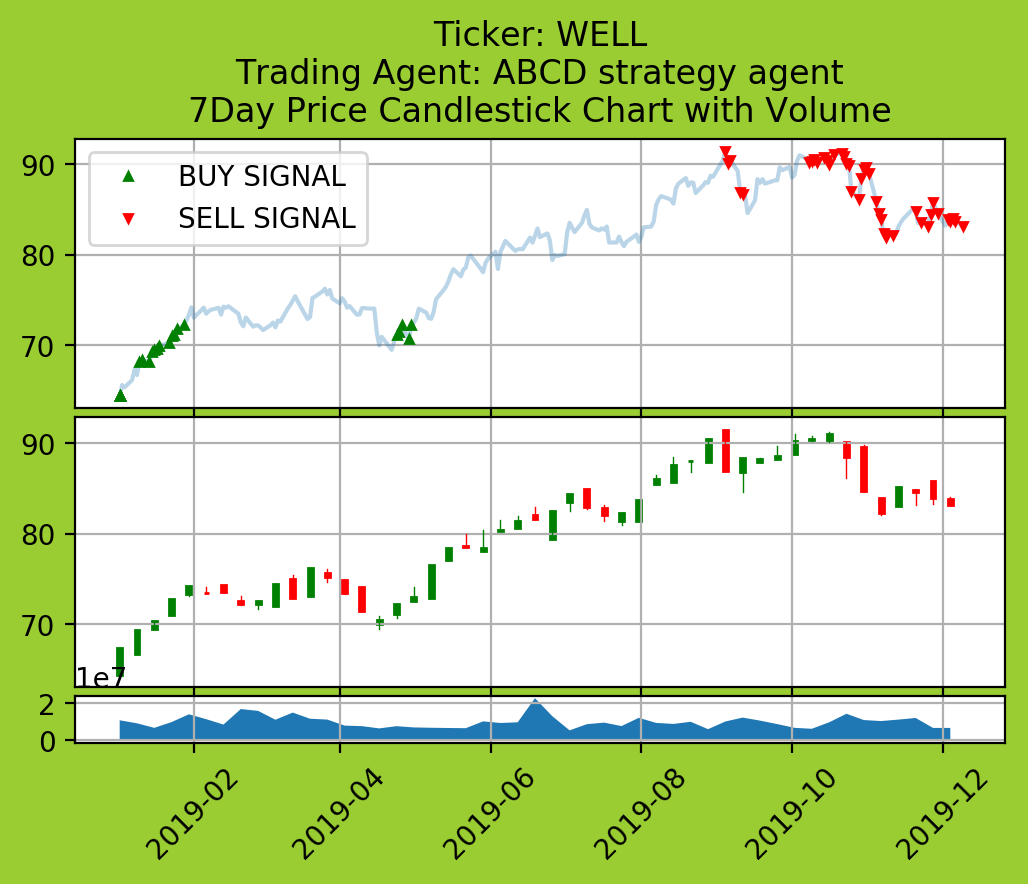 Ticker: WELL
Trading Agent: ABCD strategy agent
7Day Price Candlestick Chart with Volume
BUY SIGNAL
SELL SIGNAL
90
80
70
90
80
70
1e7
2
0
2019-02
2019-04
2019-06
2019-08
2019-10
2019-12